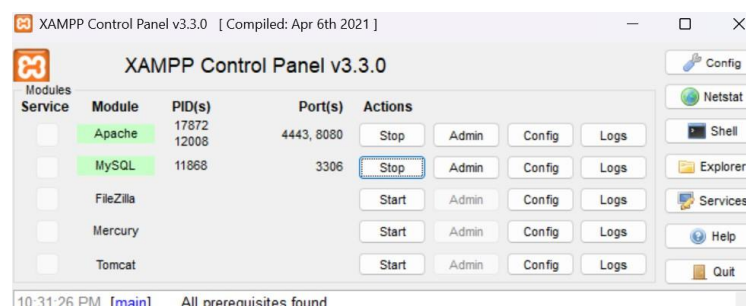 XAMPP Control Panel v3.3.0 [ Compiled: Apr 6th 2021 ]
XAMPP Control Panel v3.3.0
Config
Modules
Service Module PID(s) Port(s) Actions
Netstat
Apache 17872 12008 4443, 8080 Stop Admin Config Logs
Shell
MySQL 11868 3306 Stop Admin Config Logs
Explorer
FileZilla Start Admin Config Logs
Services
Mercury Start Admin Config Logs
Help
Tomcat Start Admin Config Logs
Quit
10:31:26 PM [main] All prerequisites found